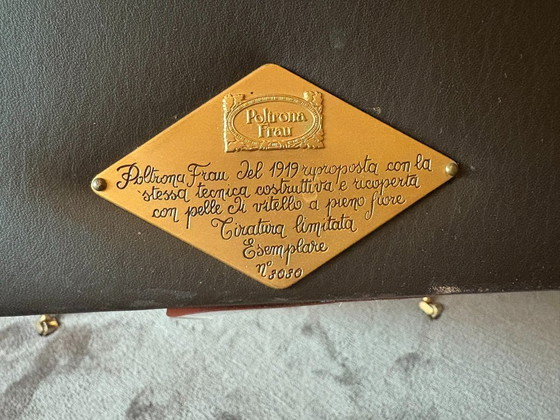 Poltrona
Frau
Poltrona Frau del 1919 riproposta con la
stessa tecnica costruttiva e ricoperta
con pelle di vitello a pieno fiore
Tiratura limitata
Esemplare
n° 3030